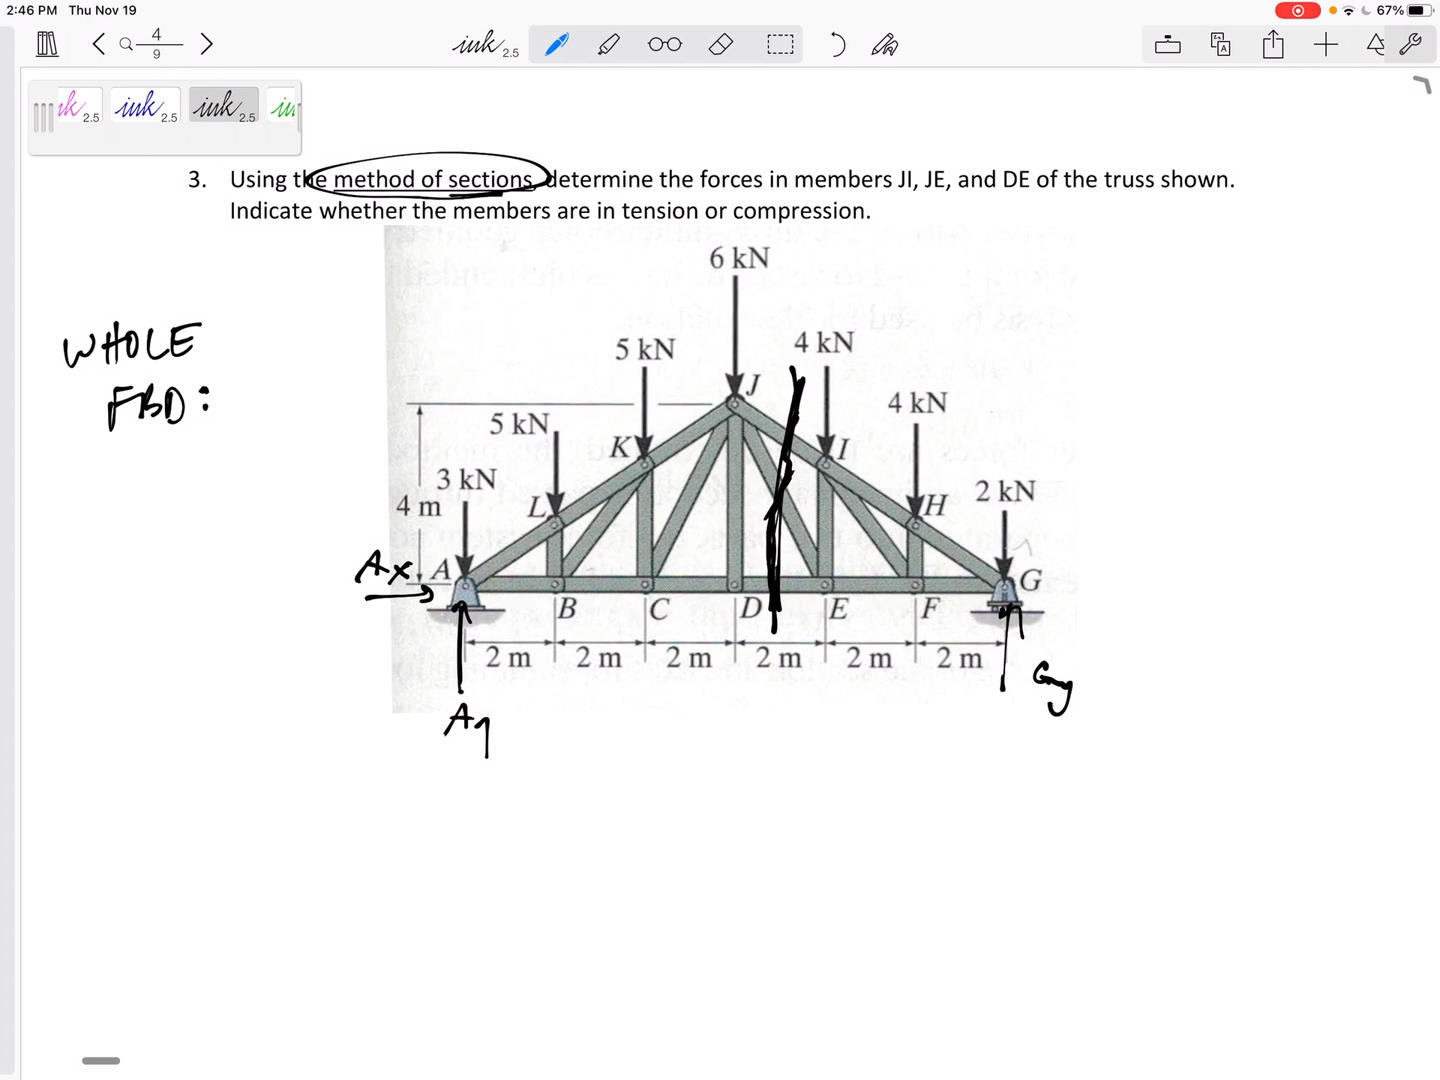 2:46 PM Thu Nov 19
67%
4
9
ink 2.5
ink 2.5
ink 2.5
ink 2.5
3. Using the method of sections, determine the forces in members JI, JE, and DE of the truss shown.
Indicate whether the members are in tension or compression.
WHOLE
FBD:
6 kN
5 kN
4 kN
J
5 kN
4 kN
K
I
3 kN
2 kN
4 m
L
H
Ax
A
G
B
C
D
E
F
2 m
2 m
2 m
2 m
2 m
2 m
Ay
Gy